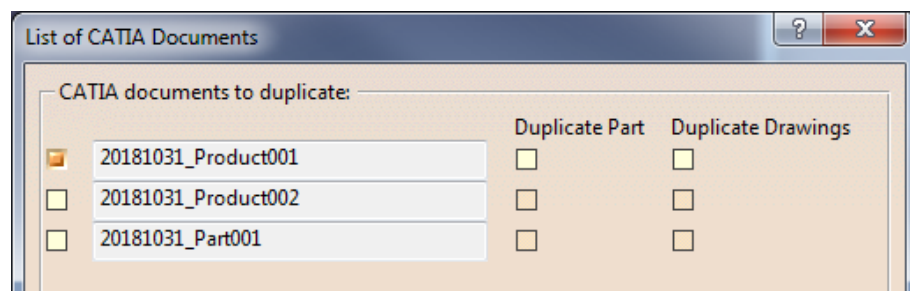 List of CATIA Documents
CATIA documents to duplicate:
Duplicate Part Duplicate Drawings
20181031_Product001
20181031_Product002
20181031_Part001